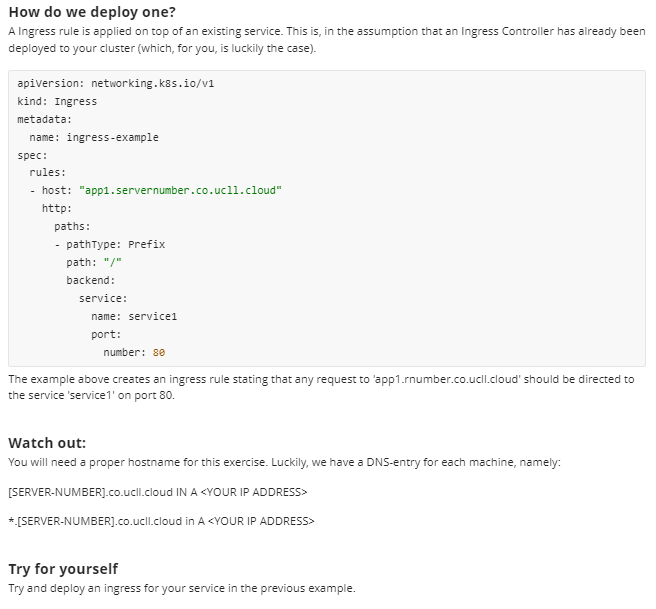 How do we deploy one?
A Ingress rule is applied on top of an existing service. This is, in the assumption that an Ingress Controller has already been
deployed to your cluster (which, for you, is luckily the case).
apiVersion: networking.k8s.io/v1
kind: Ingress
metadata:
  name: ingress-example
spec:
  rules:
  - host: "app1.servernumber.co.ucll.cloud"
    http:
      paths:
      - pathType: Prefix
        path: "/"
        backend:
          service:
            name: service1
            port:
              number: 80
The example above creates an ingress rule stating that any request to 'app1.rnumber.co.ucll.cloud' should be directed to
the service 'service1' on port 80.
Watch out:
You will need a proper hostname for this exercise. Luckily, we have a DNS-entry for each machine, namely:
[SERVER-NUMBER].co.ucll.cloud IN A <YOUR IP ADDRESS>
*.[SERVER-NUMBER].co.ucll.cloud in A <YOUR IP ADDRESS>
Try for yourself
Try and deploy an ingress for your service in the previous example.